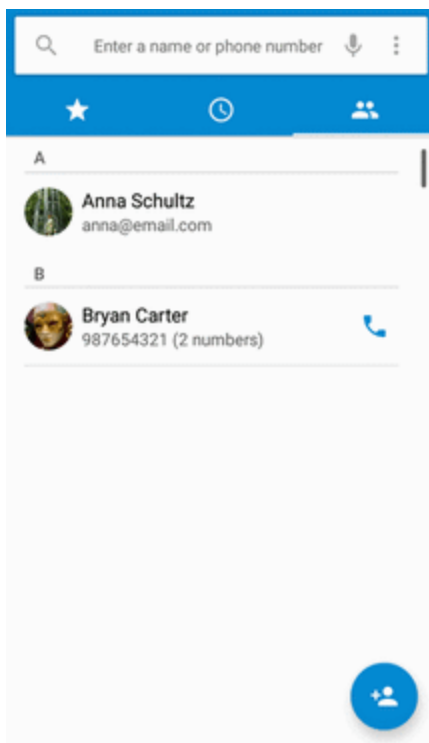 Enter a name or phone number
A
Anna Schultz
anna@email.com
B
Bryan Carter
987654321 (2 numbers)